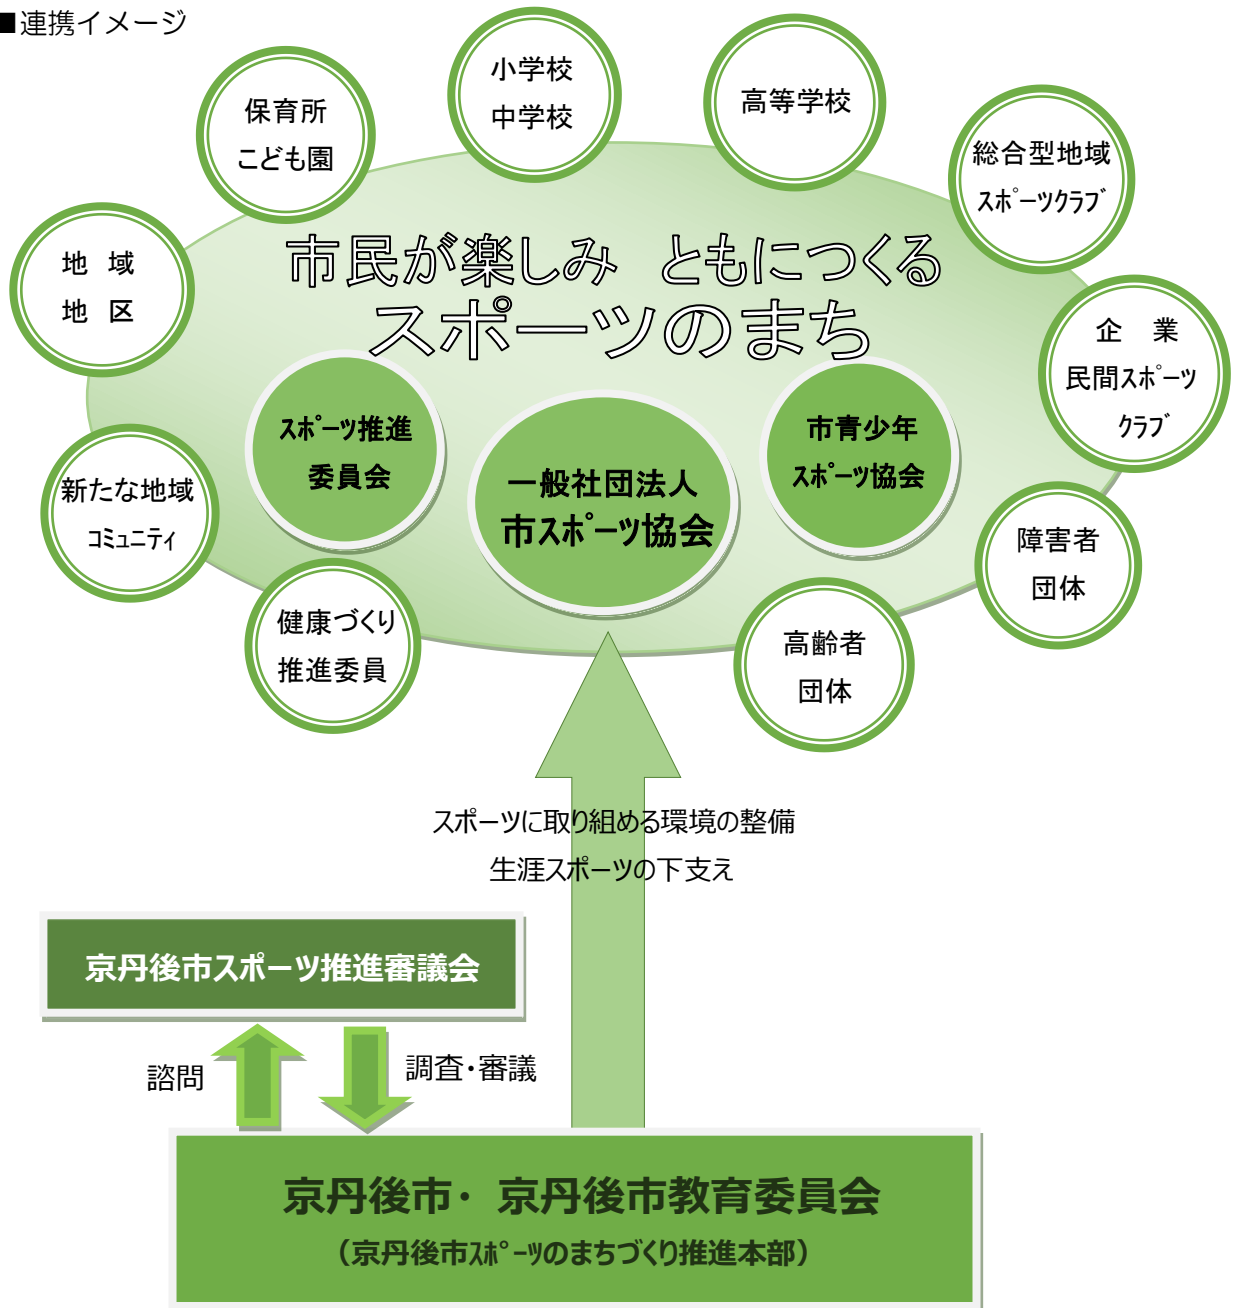 ■連携イメージ
小学校
中学校
高等学校
保育所
こども園
総合型地域
スポーツクラブ
地　域
地　区
市民が楽しみ　ともにつくる
スポーツのまち
企　業
民間スポーツ
クラブ
スポーツ推進
委員会
一般社団法人
市スポーツ協会
市青少年
スポーツ協会
新たな地域
コミュニティ
障害者
団体
健康づくり
推進委員
高齢者
団体
スポーツに取り組める環境の整備
生涯スポーツの下支え
京丹後市スポーツ推進審議会
諮問
調査・審議
京丹後市・ 京丹後市教育委員会
（京丹後市スポーツのまちづくり推進本部）